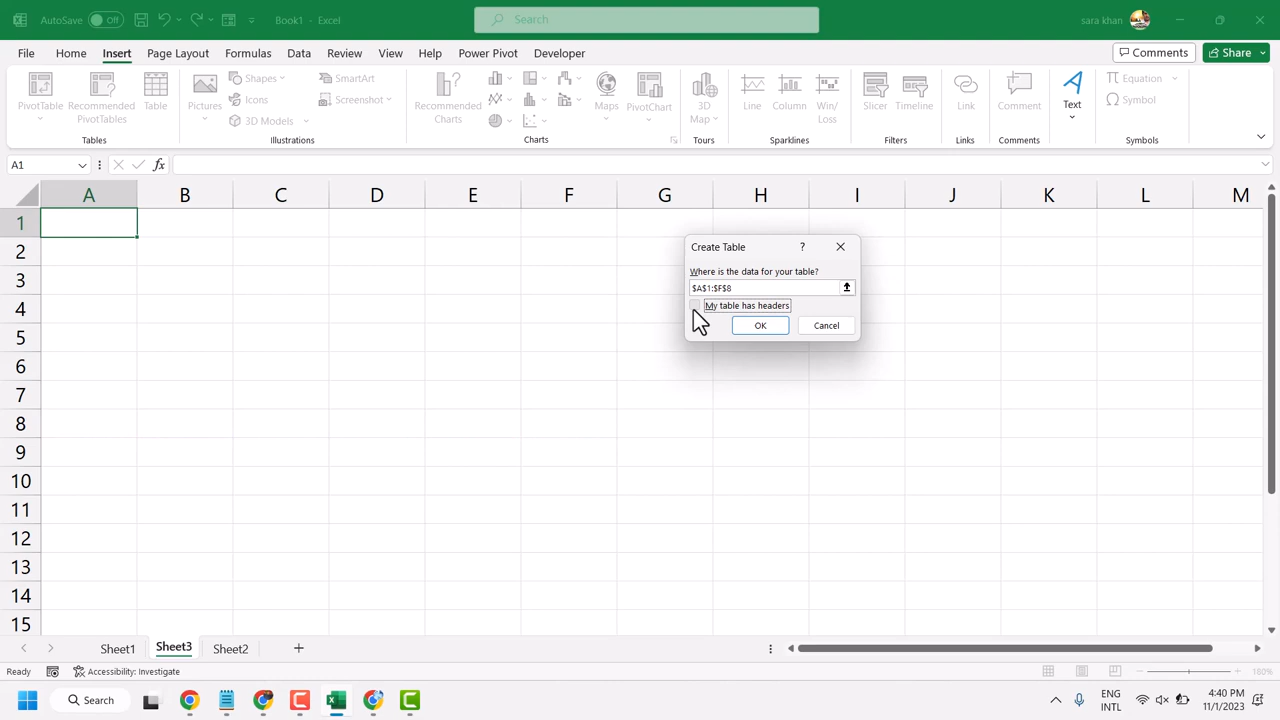 AutoSave Off Book1 - Excel Search sara khan
File Home Insert Page Layout Formulas Data Review View Help Power Pivot Developer Comments Share
PivotTable Recommended PivotTables Table Pictures Shapes Icons 3D Models SmartArt Screenshot Recommended Charts Maps PivotChart 3D Map Line Column Win/Loss Slicer Timeline Link Comment Text Equation Symbol
Tables Illustrations Charts Tours Sparklines Filters Links Comments Symbols
A1 fx
A B C D E F G H I J K L M
1
2
Create Table ?
Where is the data for your table?
3
$A$1:$F$8
4
My table has headers
5
OK Cancel
6
7
8
9
10
11
12
13
14
15
Sheet1 Sheet3 Sheet2
Ready Accessibility: Investigate 180%
Search ENG INTL 4:40 PM 11/1/2023